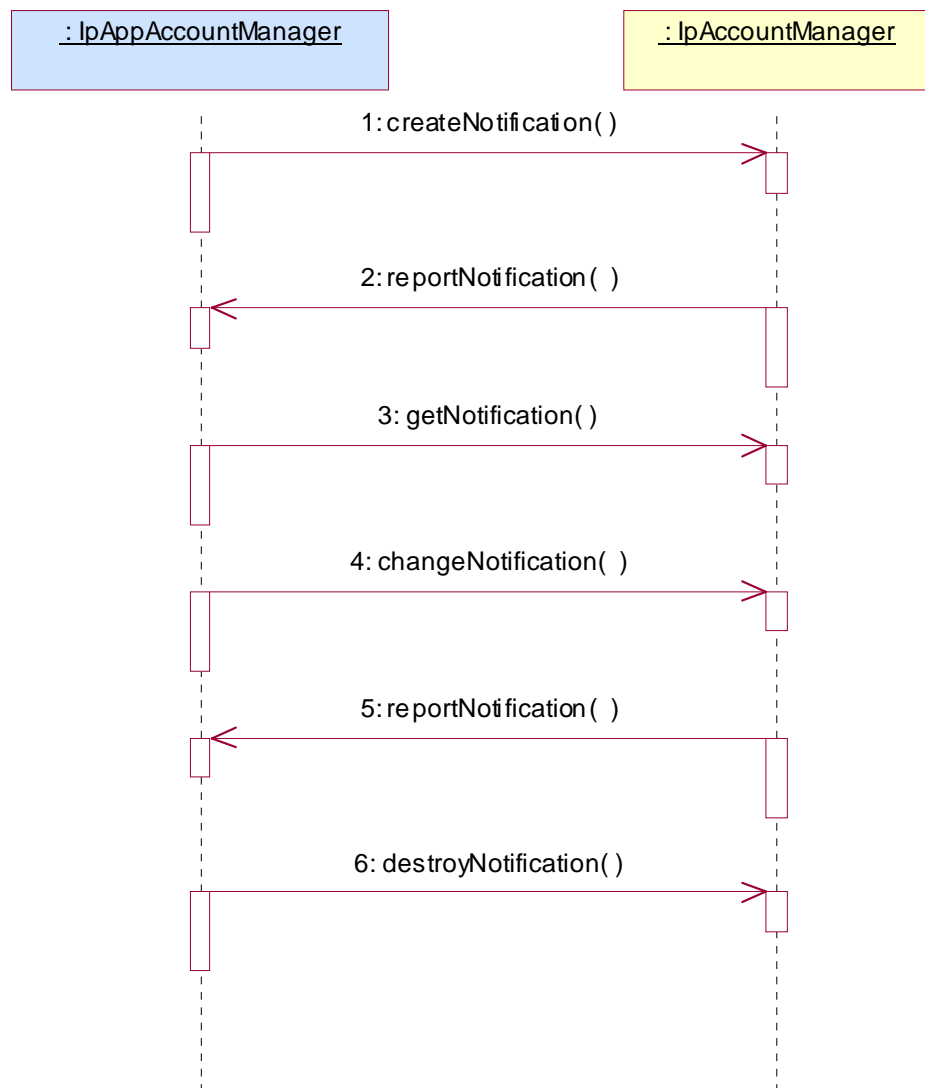 : IpAppAccountManager
: IpAccountManager
1: createNotification( )
2: reportNotification( )
3: getNotification( )
4: changeNotification( )
5: reportNotification( )
6: destroyNotification( )